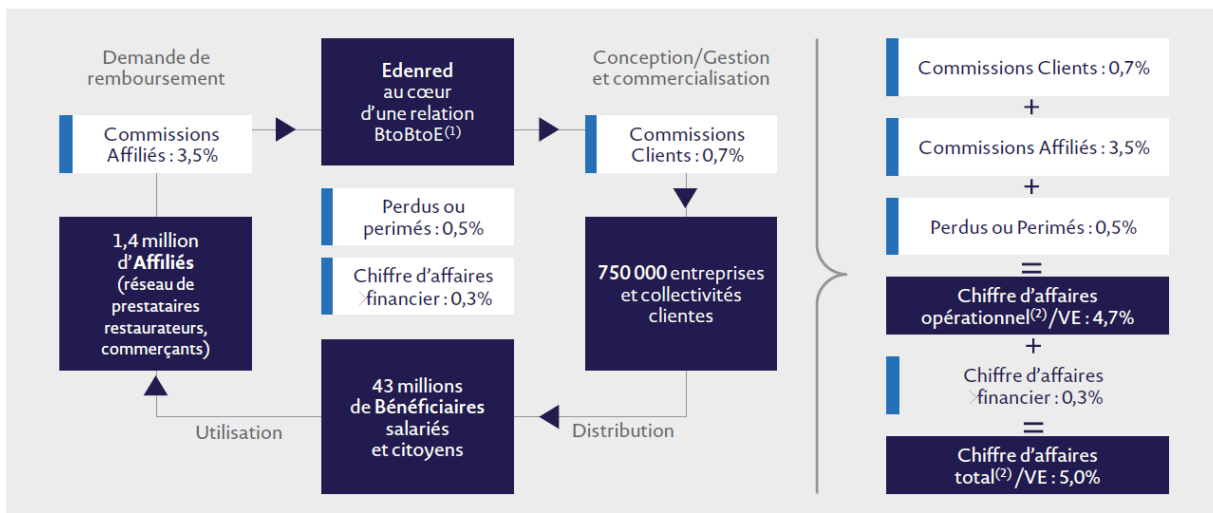 Demande de
remboursement
Commissions
Affiliés : 3,5%
Edenred
au cœur
d'une relation
BtoBtoE(1)
Conception/Gestion
et commercialisation
Commissions
Clients : 0,7%
Perdus ou
perimés : 0,5%
Chiffre d'affaires
financier : 0,3%
1,4 million
d'Affiliés
(réseau de
prestataires
restaurateurs,
commerçants)
750 000 entreprises
et collectivités
clientes
43 millions
de Bénéficiaires
salariés
et citoyens
Utilisation
Distribution
Commissions Clients : 0,7%
+
Commissions Affiliés : 3,5%
+
Perdus ou Perimés : 0,5%
=
Chiffre d'affaires
opérationnel(2)/VE : 4,7%
+
Chiffre d'affaires
financier : 0,3%
=
Chiffre d'affaires
total(2)/VE : 5,0%